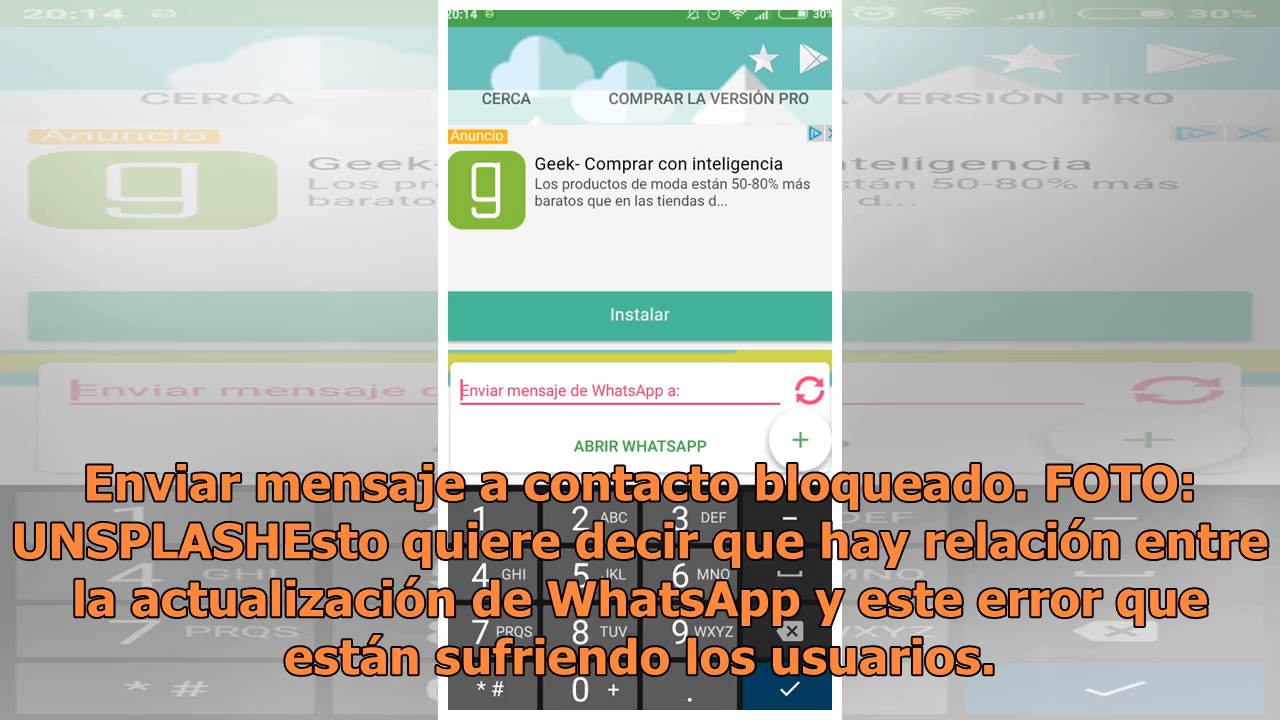 20:14
30%
CERCA
COMPRAR LA VERSIÓN PRO
Anuncio
Geek- Comprar con inteligencia
Los productos de moda están 50-80% más
baratos que en las tiendas d...
Instalar
Enviar mensaje de WhatsApp a:
ABRIR WHATSAPP
+
Enviar mensaje a contacto bloqueado. FOTO:
UNSPLASHEsto quiere decir que hay relación entre
la actualización de WhatsApp y este error que
están sufriendo los usuarios.
1 2 ABC 3 DEF –
4 GHI 5 JKL 6 MNO
7 PQRS 8 TUV 9 WXYZ
* # 0 + .